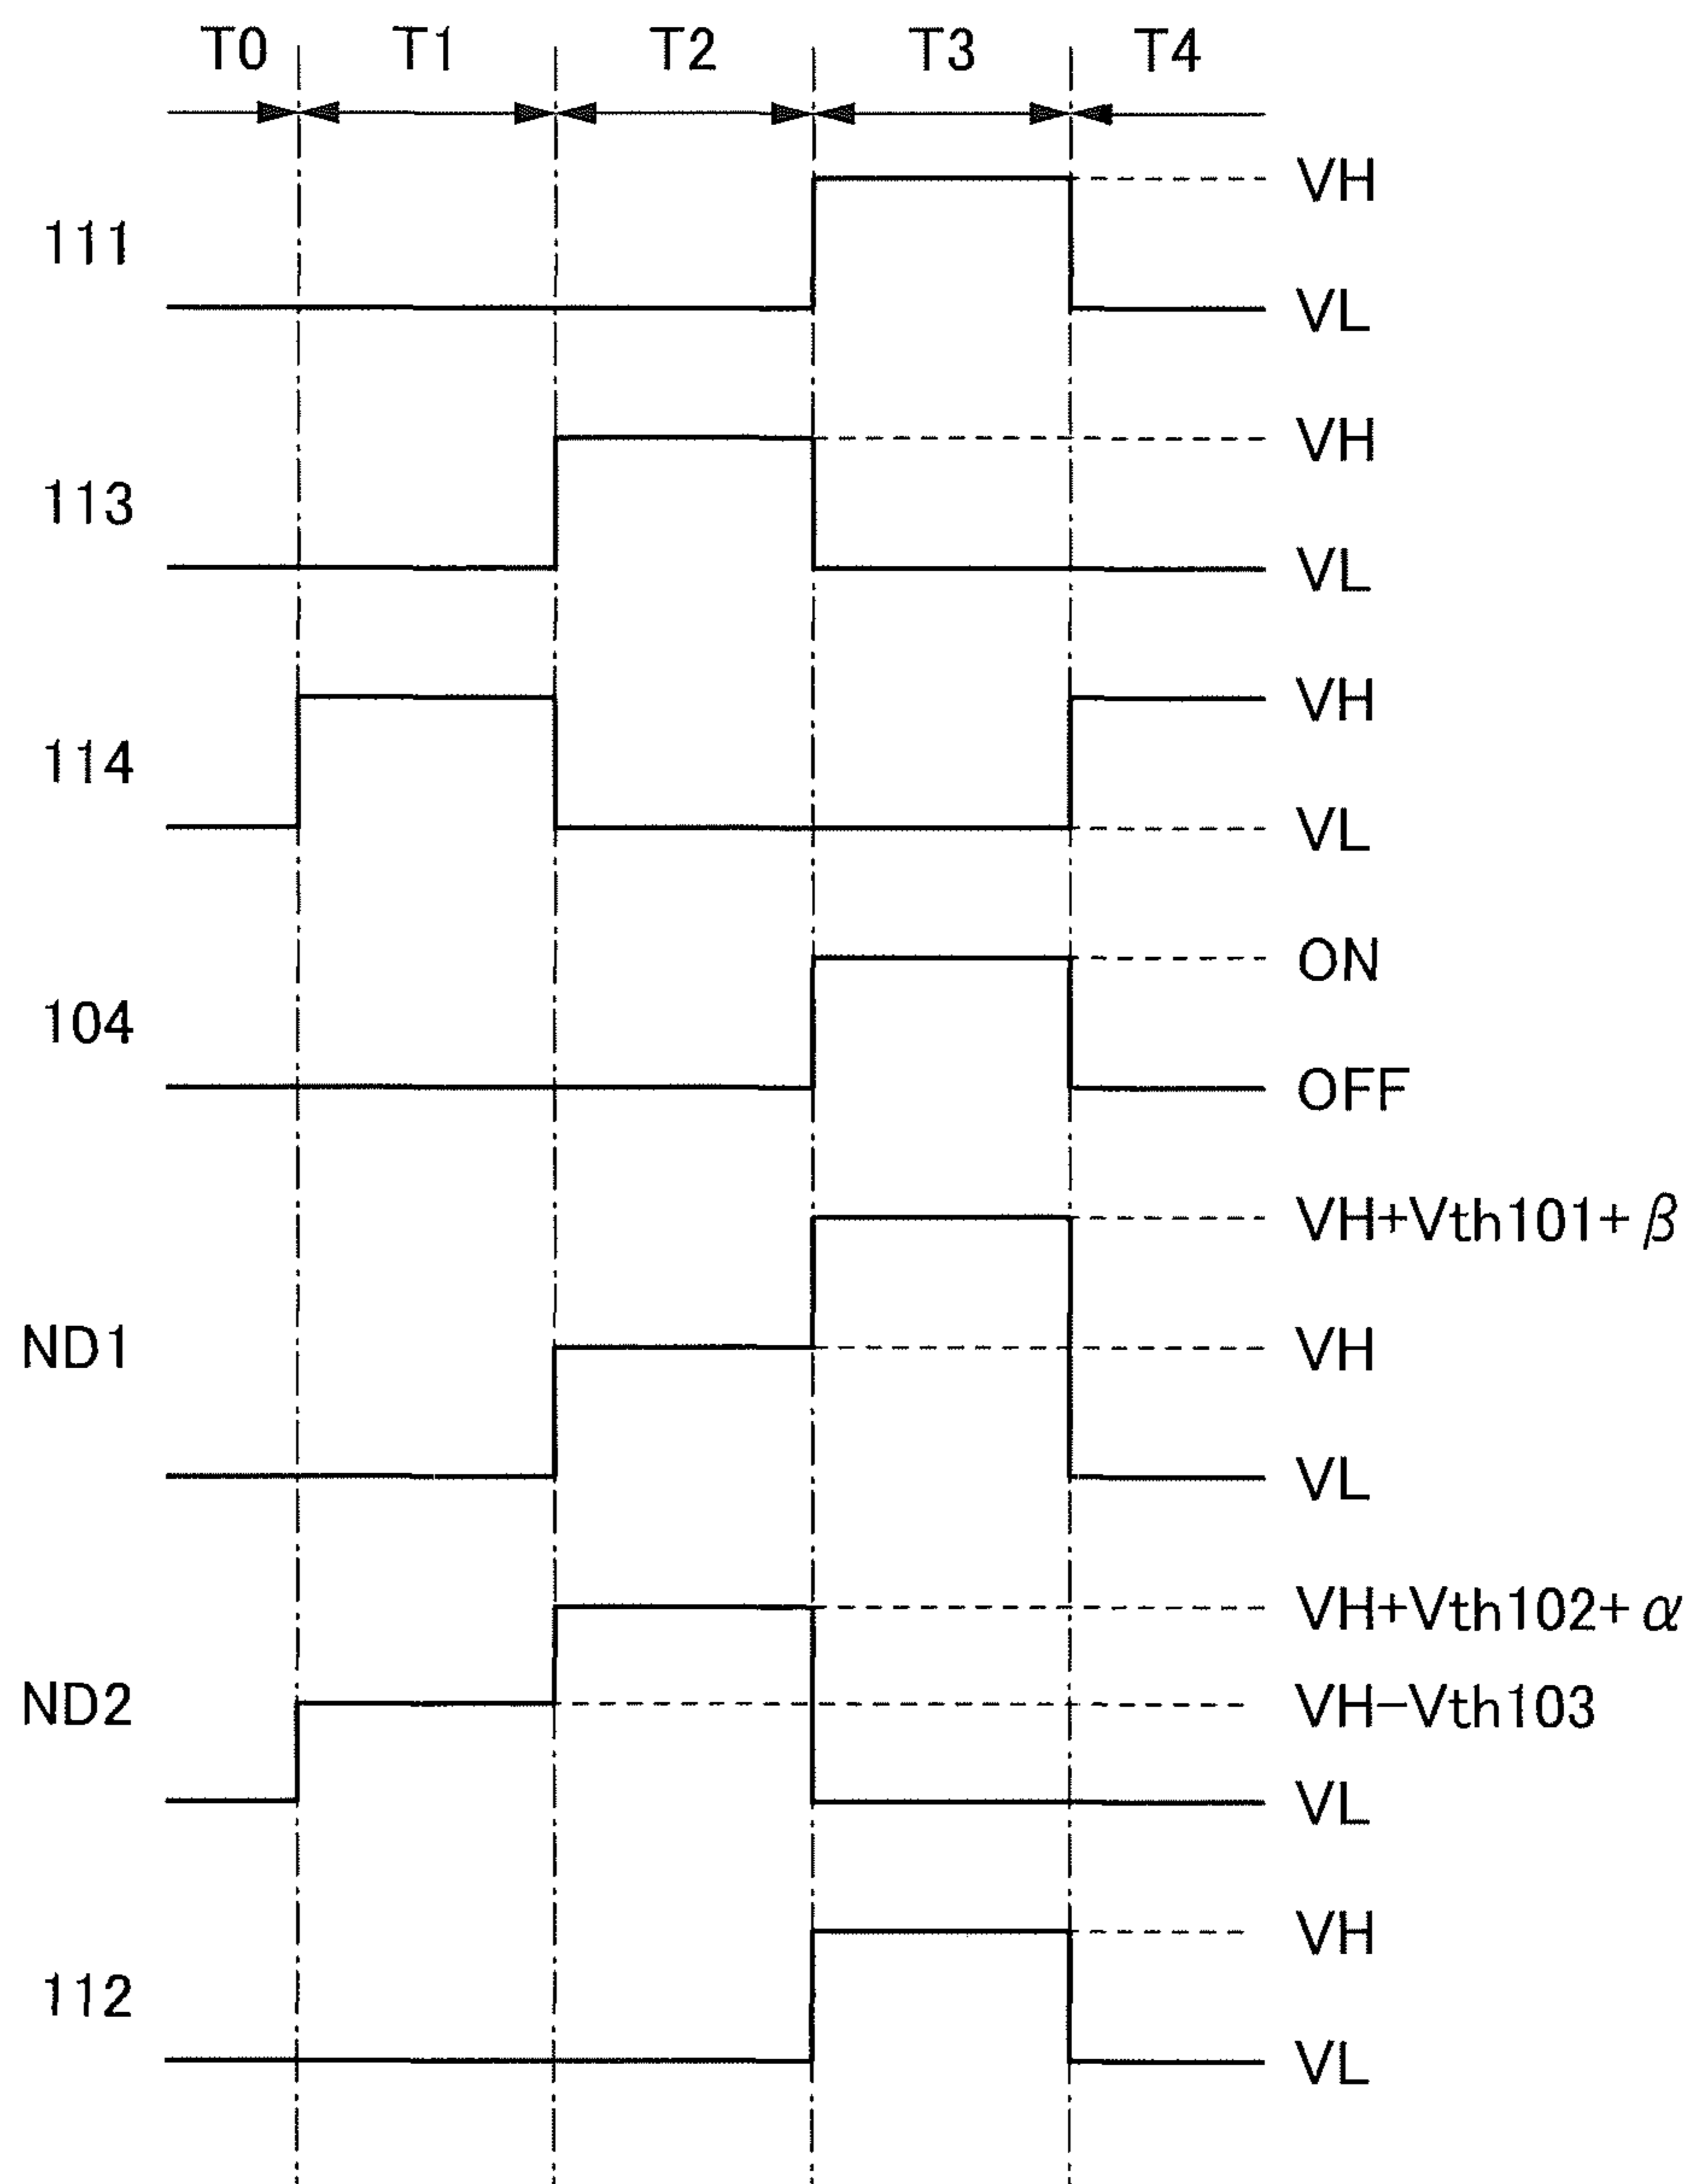 T0 T1 T2 T3 T4
VH
111
VL
VH
113
VL
VH
114
VL
ON
104
OFF
VH+Vth101+β
ND1 VH
VL
VH+Vth102+α
ND2 VH−Vth103
VL
VH
112
VL